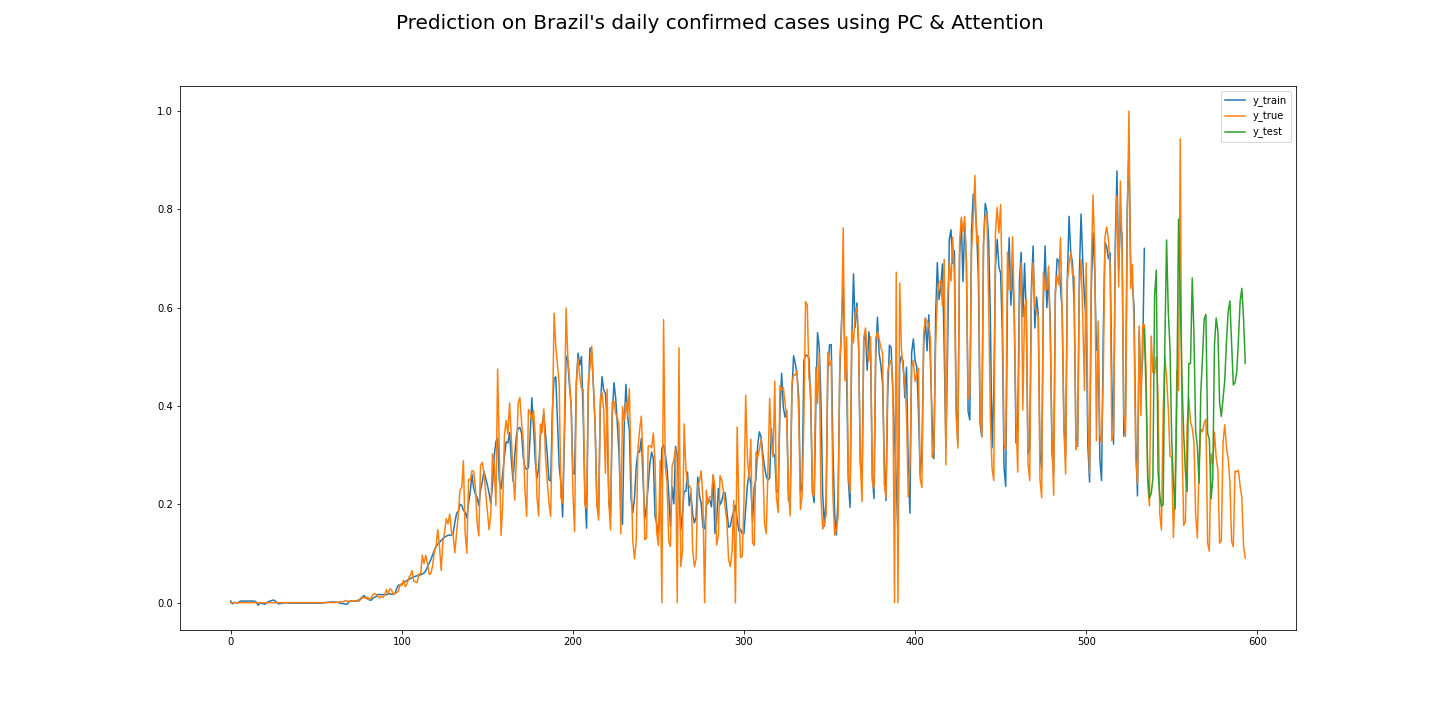 Prediction on Brazil's daily confirmed cases using PC & Attention
y_train
y_true
y_test
1.0
0.8
0.6
0.4
0.2
0.0
0 100 200 300 400 500 600